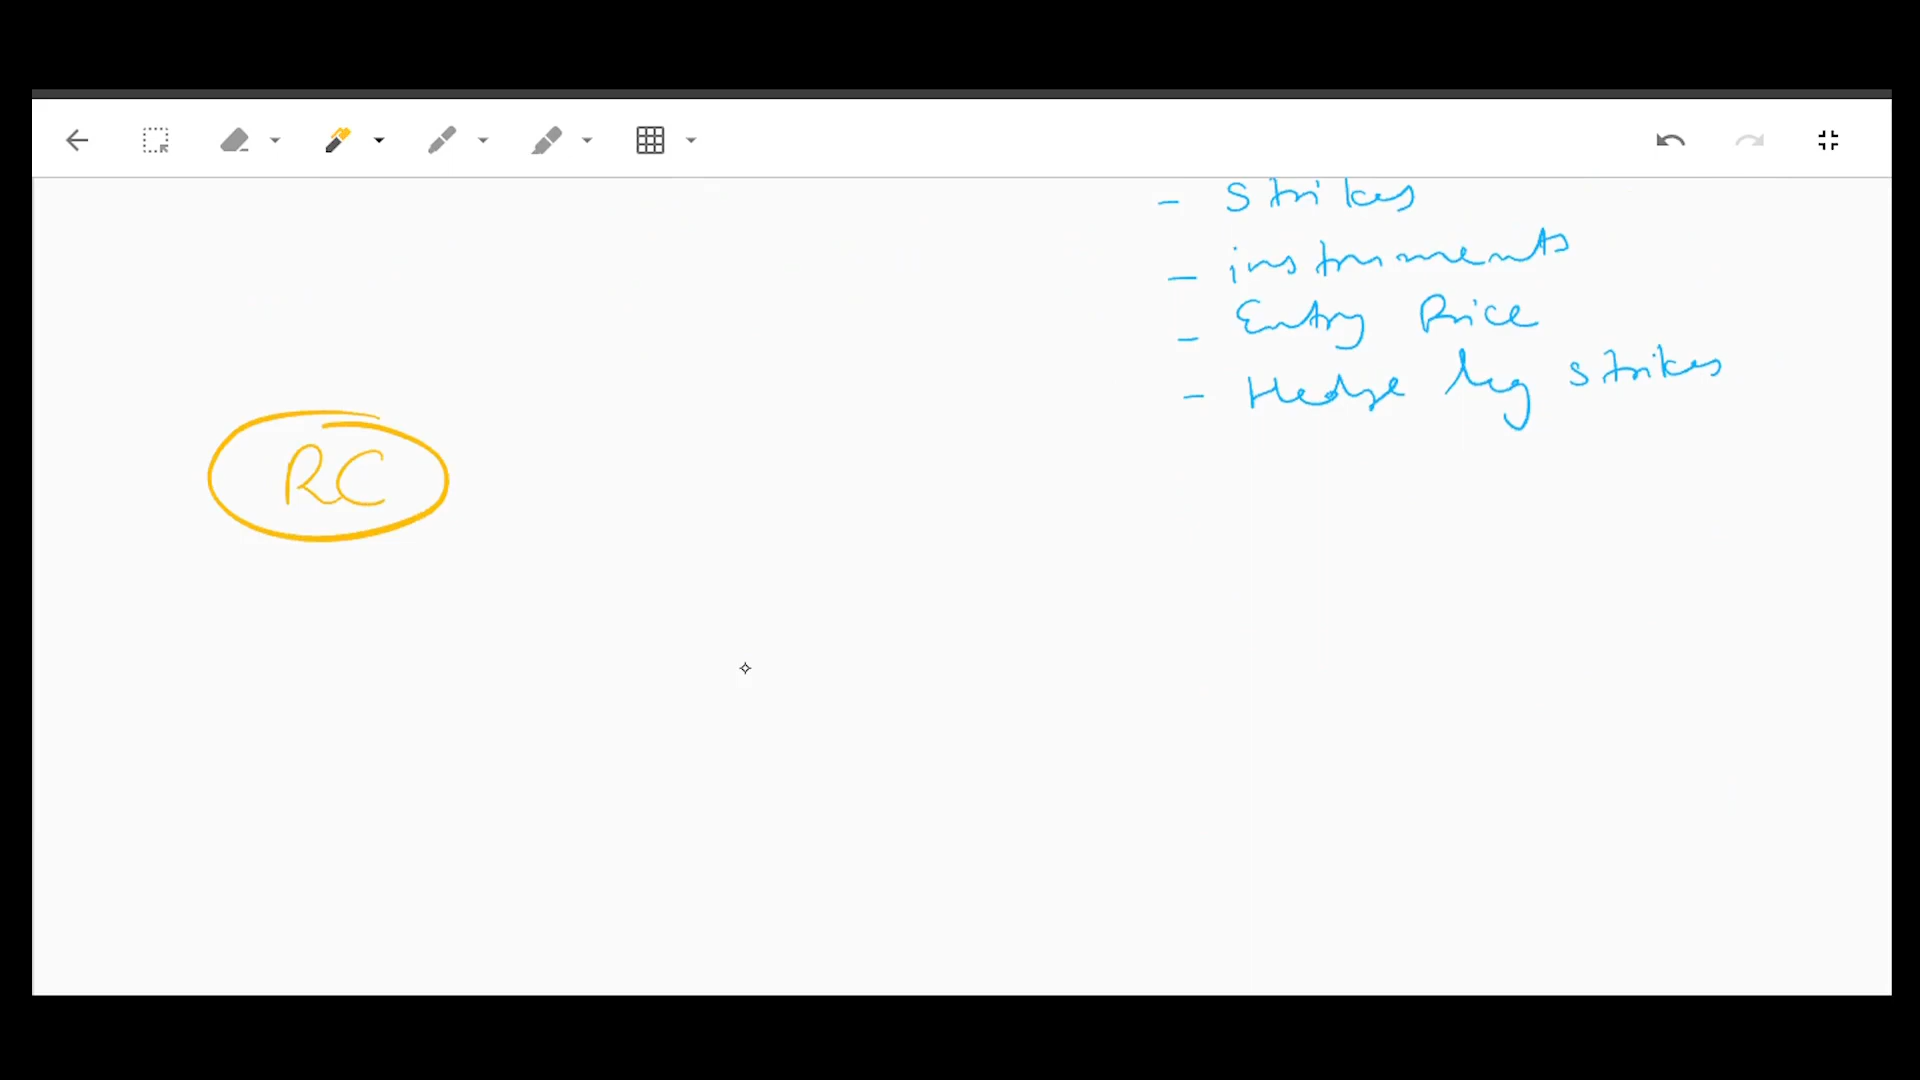 - Strikes
- instruments
- Entry Price
- Hedge leg strikes
RC